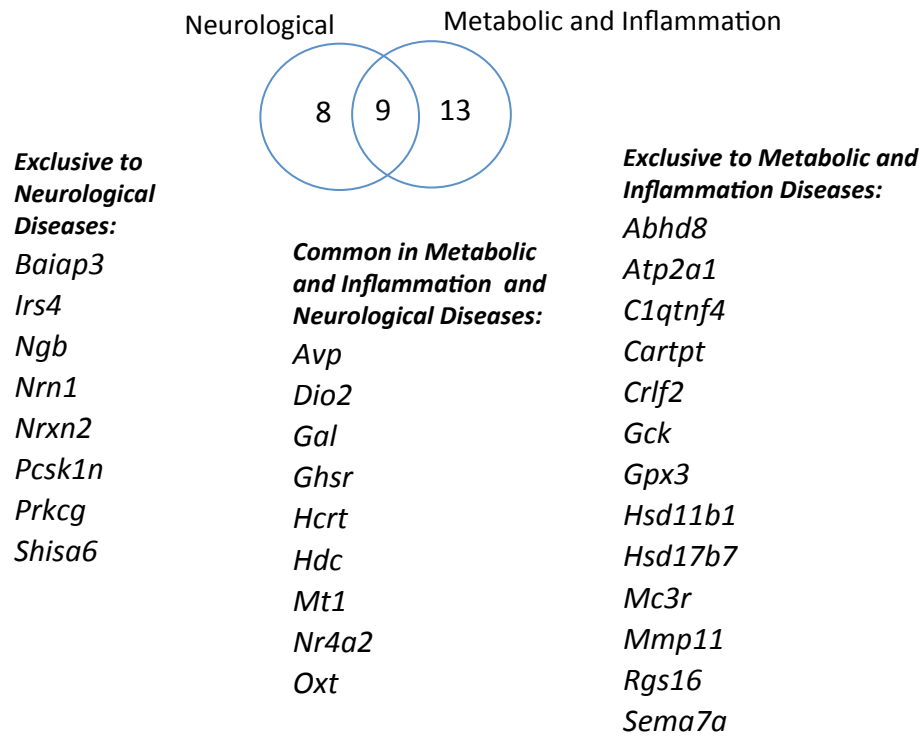 Neurological
Metabolic and Inflammation
8
9
13
Exclusive to
Neurological
Diseases:
Baiap3
Irs4
Ngb
Nrn1
Nrxn2
Pcsk1n
Prkcg
Shisa6
Common in Metabolic
and Inflammation and
Neurological Diseases:
Avp
Dio2
Gal
Ghsr
Hcrt
Hdc
Mt1
Nr4a2
Oxt
Exclusive to Metabolic and
Inflammation Diseases:
Abhd8
Atp2a1
C1qtnf4
Cartpt
Crlf2
Gck
Gpx3
Hsd11b1
Hsd17b7
Mc3r
Mmp11
Rgs16
Sema7a